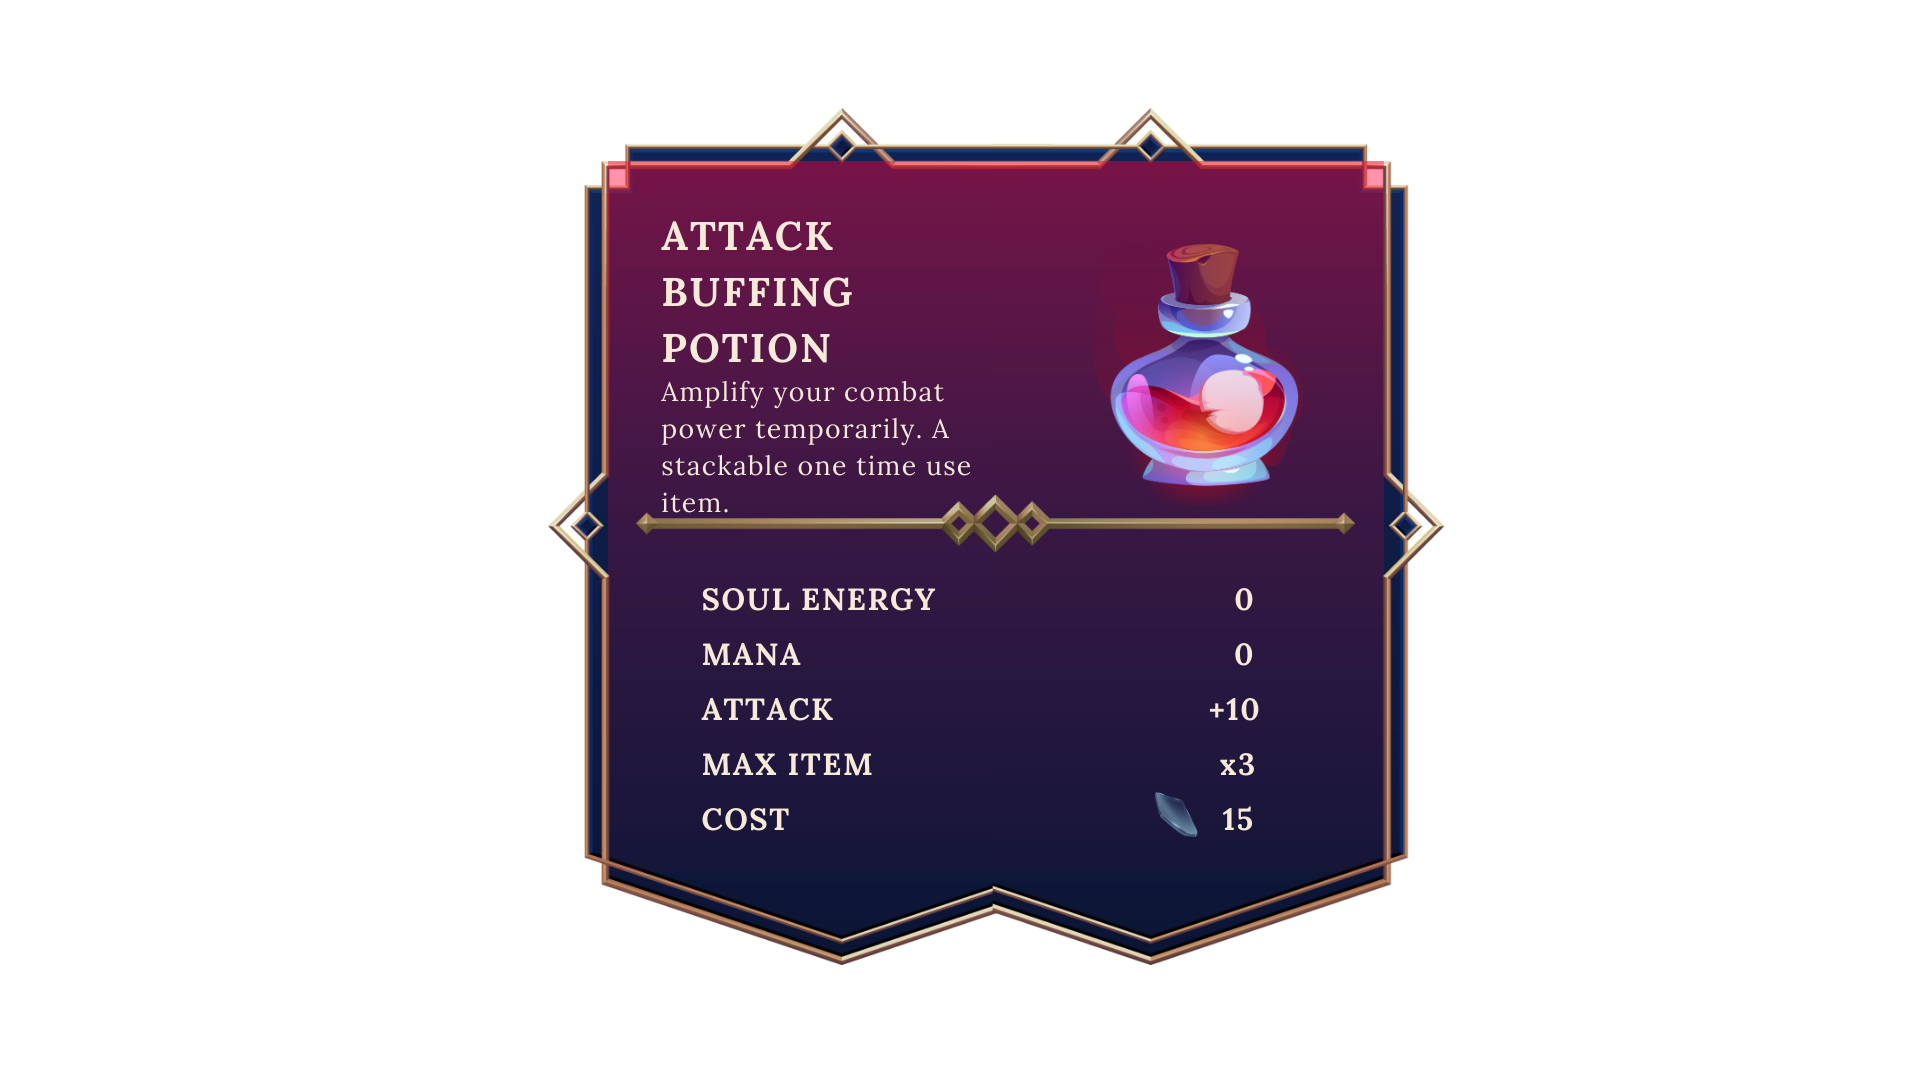 ATTACK
BUFFING
POTION
Amplify your combat
power temporarily. A
stackable one time use
item.
SOUL ENERGY 0
MANA 0
ATTACK +10
MAX ITEM x3
COST 15